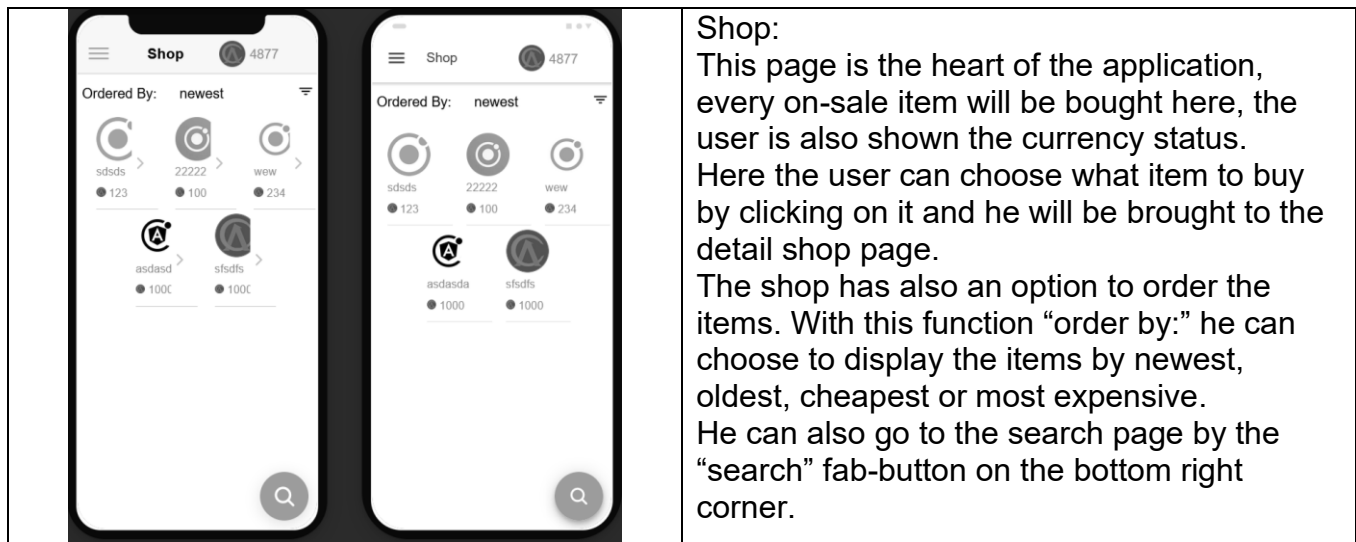 Shop 4877
Ordered By: newest
sdsds 22222 wew
123 100 234
asdasd sfsdfs
100C 100C
Shop 4877
Ordered By: newest
sdsds 22222 wew
123 100 234
asdasda sfsdfs
1000 1000
Shop:
This page is the heart of the application,
every on-sale item will be bought here, the
user is also shown the currency status.
Here the user can choose what item to buy
by clicking on it and he will be brought to the
detail shop page.
The shop has also an option to order the
items. With this function “order by:” he can
choose to display the items by newest,
oldest, cheapest or most expensive.
He can also go to the search page by the
“search” fab-button on the bottom right
corner.